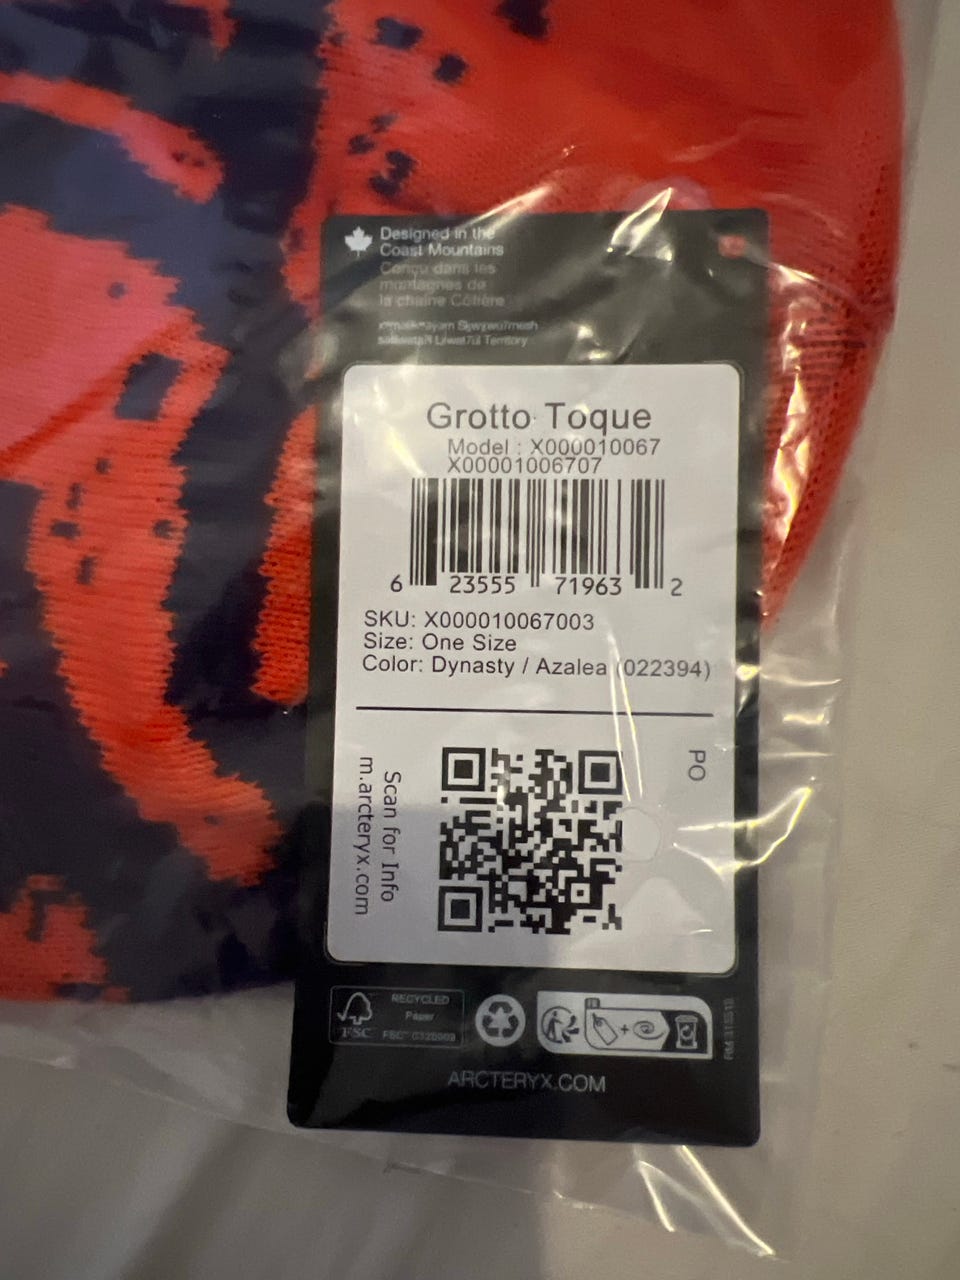 Designed in the
Coast Mountains
Conçu dans les
montagnes de
la chaîne Côtière
Territory
Grotto Toque
Model : X000010067
X00001006707
6 23555 71963 2
SKU: X000010067003
Size: One Size
Color: Dynasty / Azalea (022394)
PO
Scan for Info
m.arcteryx.com
FSC
RECYCLED
Paper
FR
ARCTERYX.COM